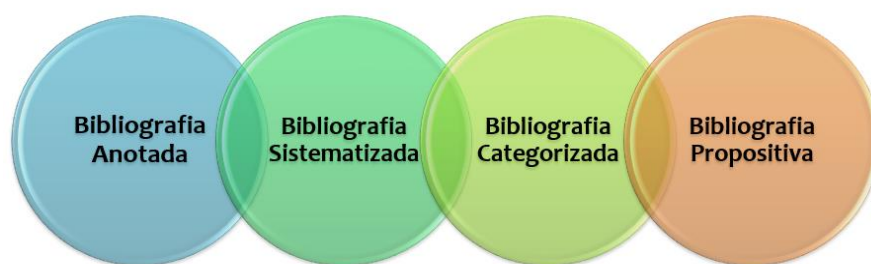 Bibliografia
Anotada
Bibliografia
Sistematizada
Bibliografia
Categorizada
Bibliografia
Propositiva